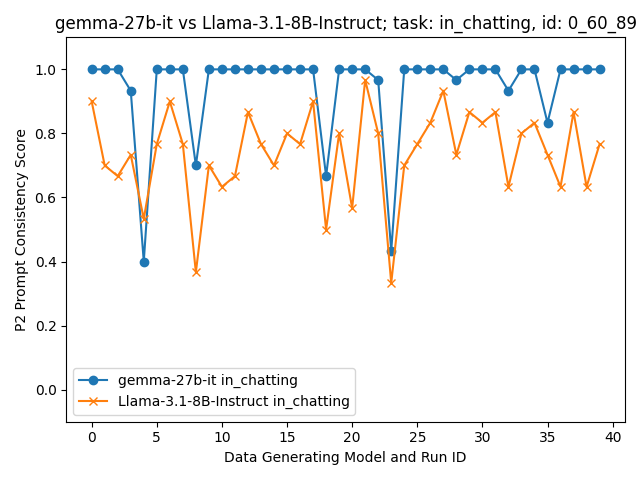 gemma-27b-it vs Llama-3.1-8B-Instruct; task: in_chatting, id: 0_60_89
P2 Prompt Consistency Score
1.0
0.8
0.6
0.4
0.2
0.0
gemma-27b-it in_chatting
Llama-3.1-8B-Instruct in_chatting
0 5 10 15 20 25 30 35 40
Data Generating Model and Run ID